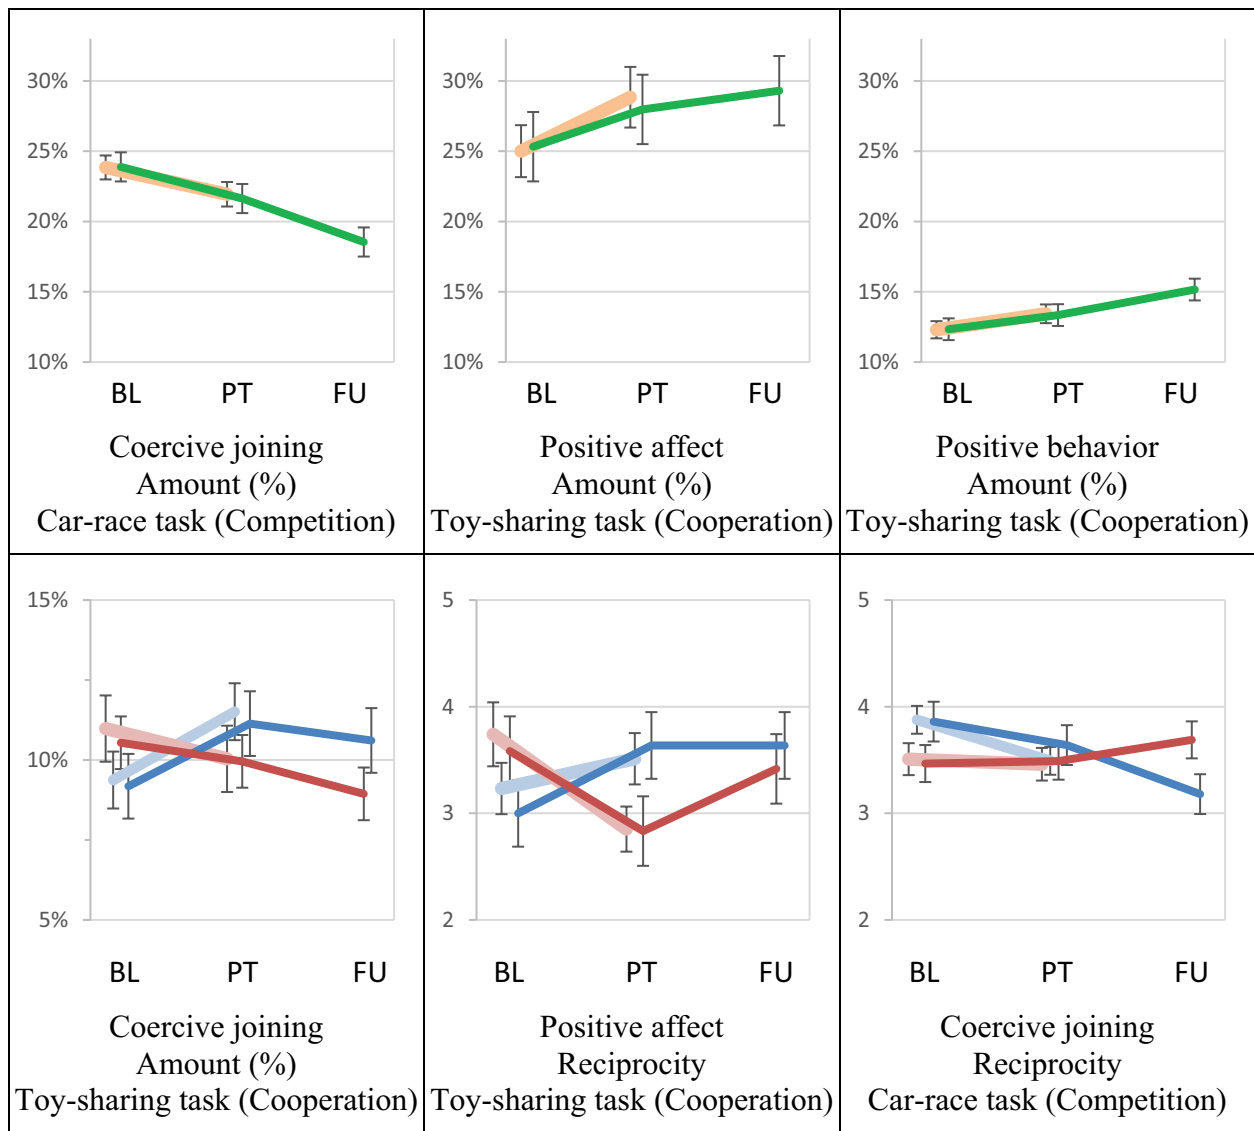 30%
25%
20%
15%
10%
BL PT FU
Coercive joining
Amount (%)
Car-race task (Competition)
30%
25%
20%
15%
10%
BL PT FU
Positive affect
Amount (%)
Toy-sharing task (Cooperation)
30%
25%
20%
15%
10%
BL PT FU
Positive behavior
Amount (%)
Toy-sharing task (Cooperation)
15%
10%
5%
BL PT FU
Coercive joining
Amount (%)
Toy-sharing task (Cooperation)
5
4
3
2
BL PT FU
Positive affect
Reciprocity
Toy-sharing task (Cooperation)
5
4
3
2
BL PT FU
Coercive joining
Reciprocity
Car-race task (Competition)